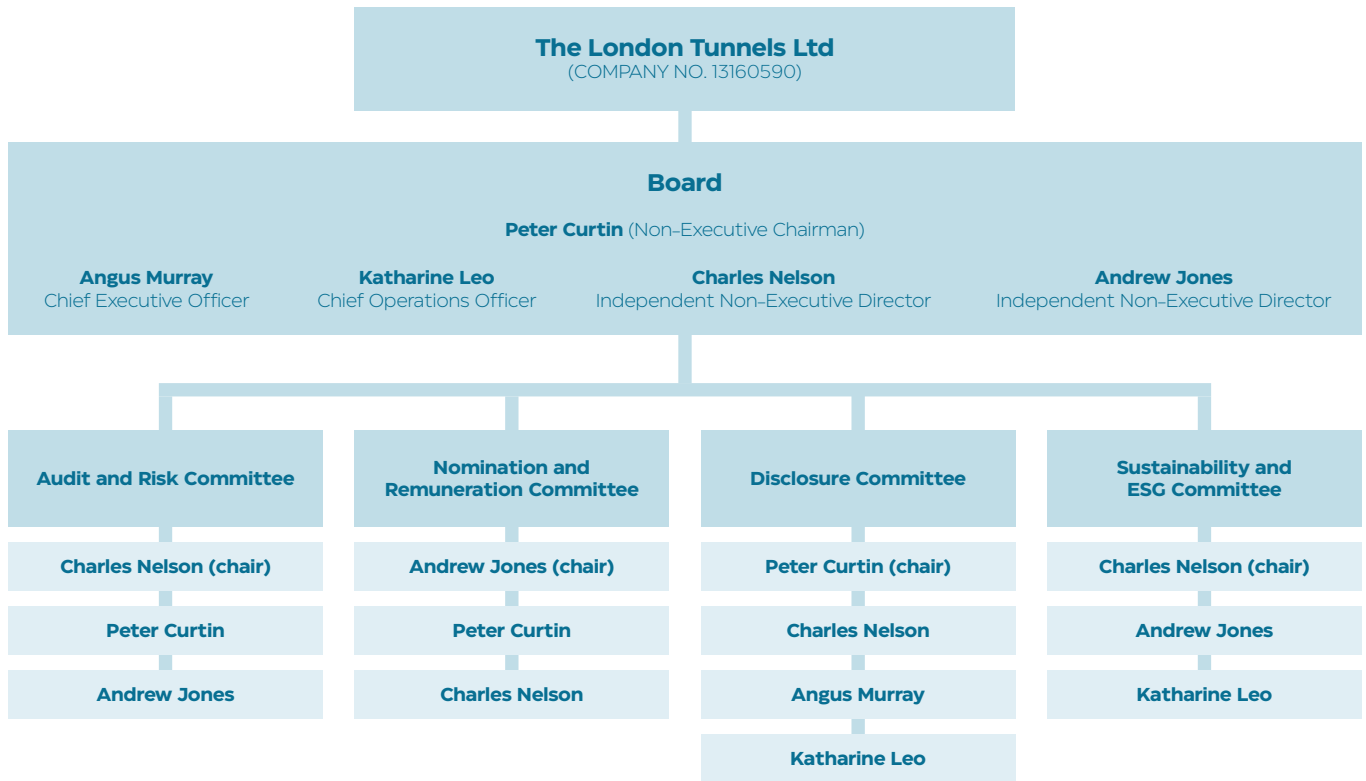 The London Tunnels Ltd
(COMPANY NO. 13160590)
Board
Peter Curtin (Non-Executive Chairman)
Angus Murray
Chief Executive Officer
Katharine Leo
Chief Operations Officer
Charles Nelson
Independent Non-Executive Director
Andrew Jones
Independent Non-Executive Director
Audit and Risk Committee
Charles Nelson (chair)
Peter Curtin
Andrew Jones
Nomination and
Remuneration Committee
Andrew Jones (chair)
Peter Curtin
Charles Nelson
Disclosure Committee
Peter Curtin (chair)
Charles Nelson
Angus Murray
Katharine Leo
Sustainability and
ESG Committee
Charles Nelson (chair)
Andrew Jones
Katharine Leo